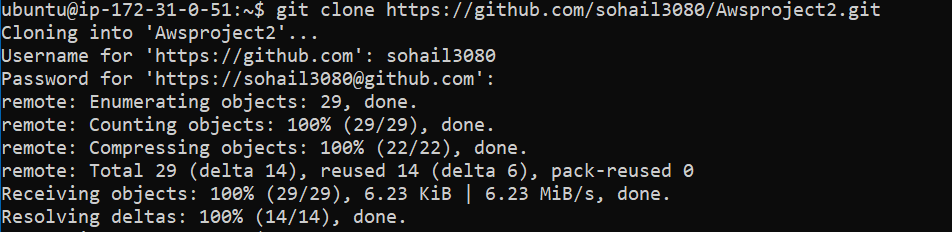 ubuntu@ip-172-31-0-51:~$ git clone https://github.com/sohail3080/Awsproject2.git
Cloning into 'Awsproject2'...
Username for 'https://github.com': sohail3080
Password for 'https://sohail3080@github.com':
remote: Enumerating objects: 29, done.
remote: Counting objects: 100% (29/29), done.
remote: Compressing objects: 100% (22/22), done.
remote: Total 29 (delta 14), reused 14 (delta 6), pack-reused 0
Receiving objects: 100% (29/29), 6.23 KiB | 6.23 MiB/s, done.
Resolving deltas: 100% (14/14), done.